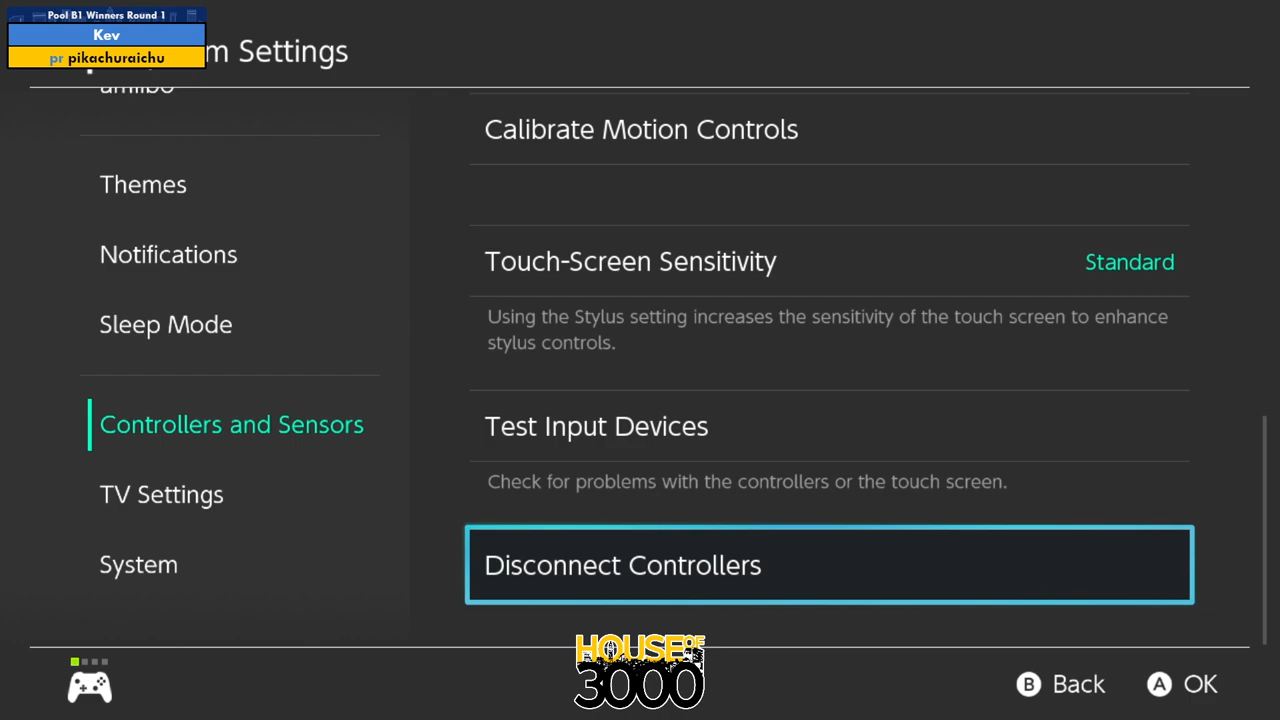 Pool B1 Winners Round 1
Kev
pr pikachuraichu
m Settings
amiibo
Themes
Notifications
Sleep Mode
Controllers and Sensors
TV Settings
System
Calibrate Motion Controls
Touch-Screen Sensitivity Standard
Using the Stylus setting increases the sensitivity of the touch screen to enhance
stylus controls.
Test Input Devices
Check for problems with the controllers or the touch screen.
Disconnect Controllers
HOUSE OF
3000
B Back A OK